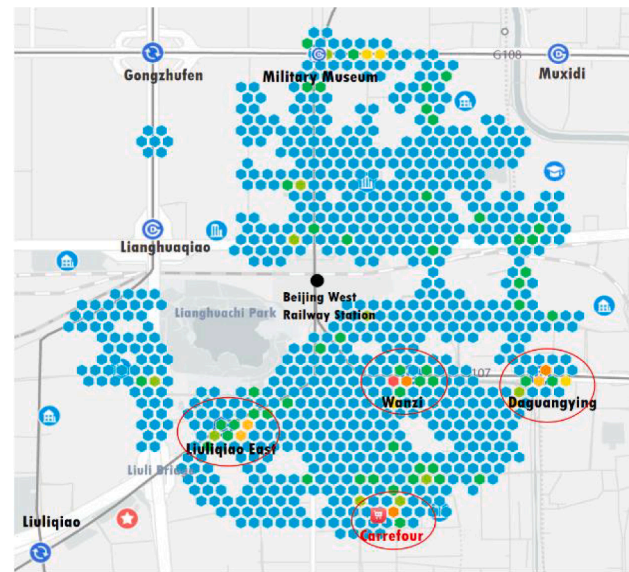 G108
Gongzhufen
Military Museum
Muxidi
Lianghuaqiao
Beijing West
Railway Station
Lianghuachi Park
107
Wanzi
Daguangying
Liuliqiao East
Liuli Bridge
Liuliqiao
Carrefour